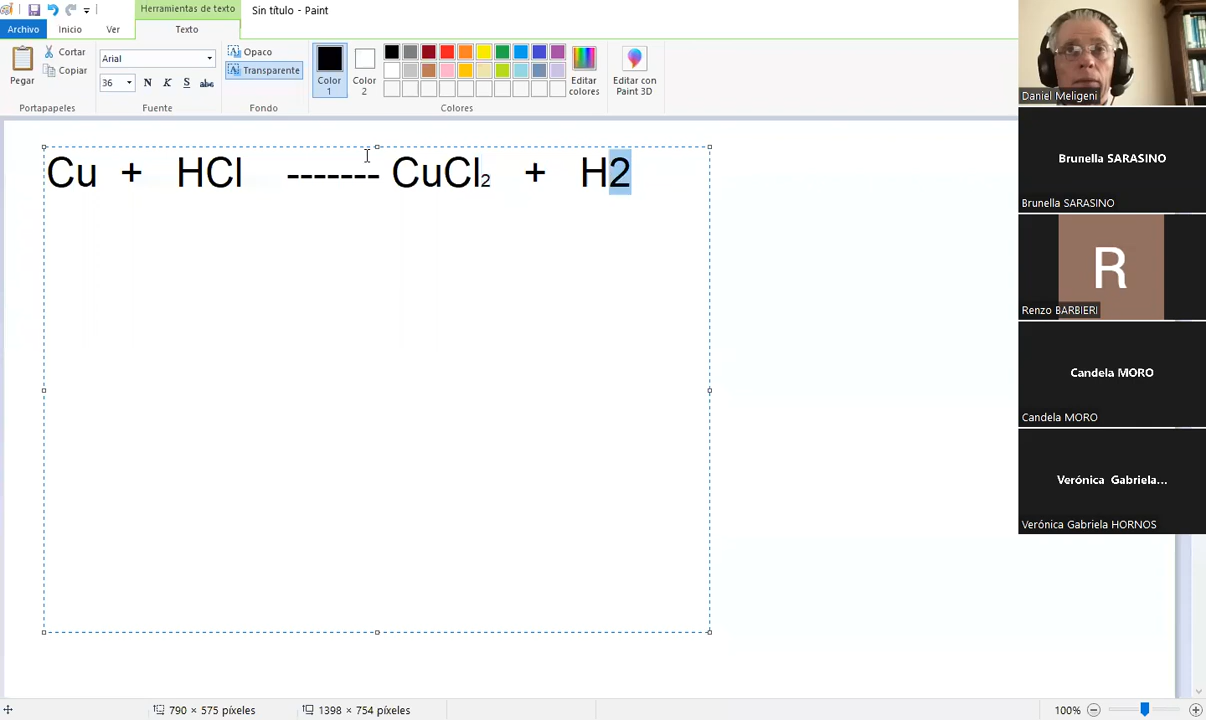 Herramientas de texto
Sin título - Paint
Archivo Inicio Ver Texto
Pegar
Cortar
Copiar
Portapapeles
Arial
36
N K S abc
Fuente
Opaco
Transparente
Fondo
Color 1
Color 2
Editar colores
Colores
Editar con Paint 3D
Cu + HCl ------- CuCl₂ + H2
Daniel Meligeni
Brunella SARASINO
Brunella SARASINO
R
Renzo BARBIERI
Candela MORO
Candela MORO
Verónica Gabriela...
Verónica Gabriela HORNOS
790 × 575 píxeles
1398 × 754 píxeles
100%